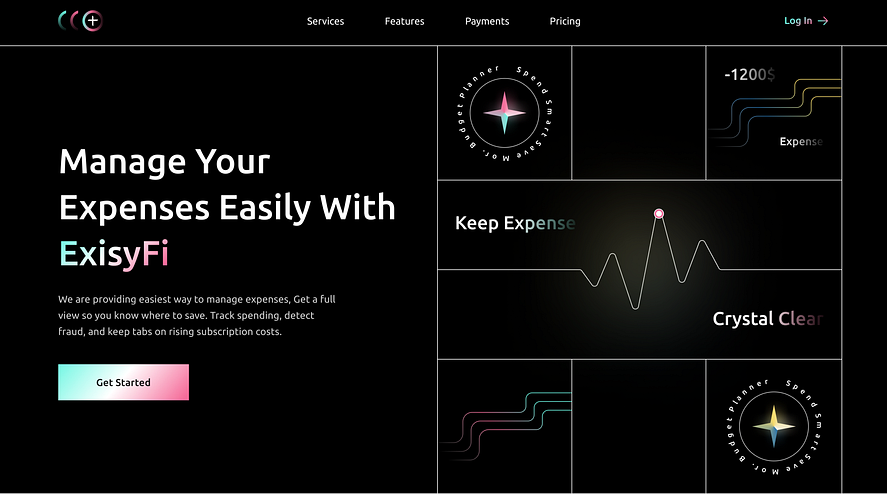 Services Features Payments Pricing Log In
Manage Your
Expenses Easily With
ExisyFi
We are providing easiest way to manage expenses, Get a full
view so you know where to save. Track spending, detect
fraud, and keep tabs on rising subscription costs.
Get Started
Spend Smart Save Mor. Budget Planner
-1200$
Expense
Keep Expense
Crystal Clear
Spend Smart Save Mor. Budget Planner